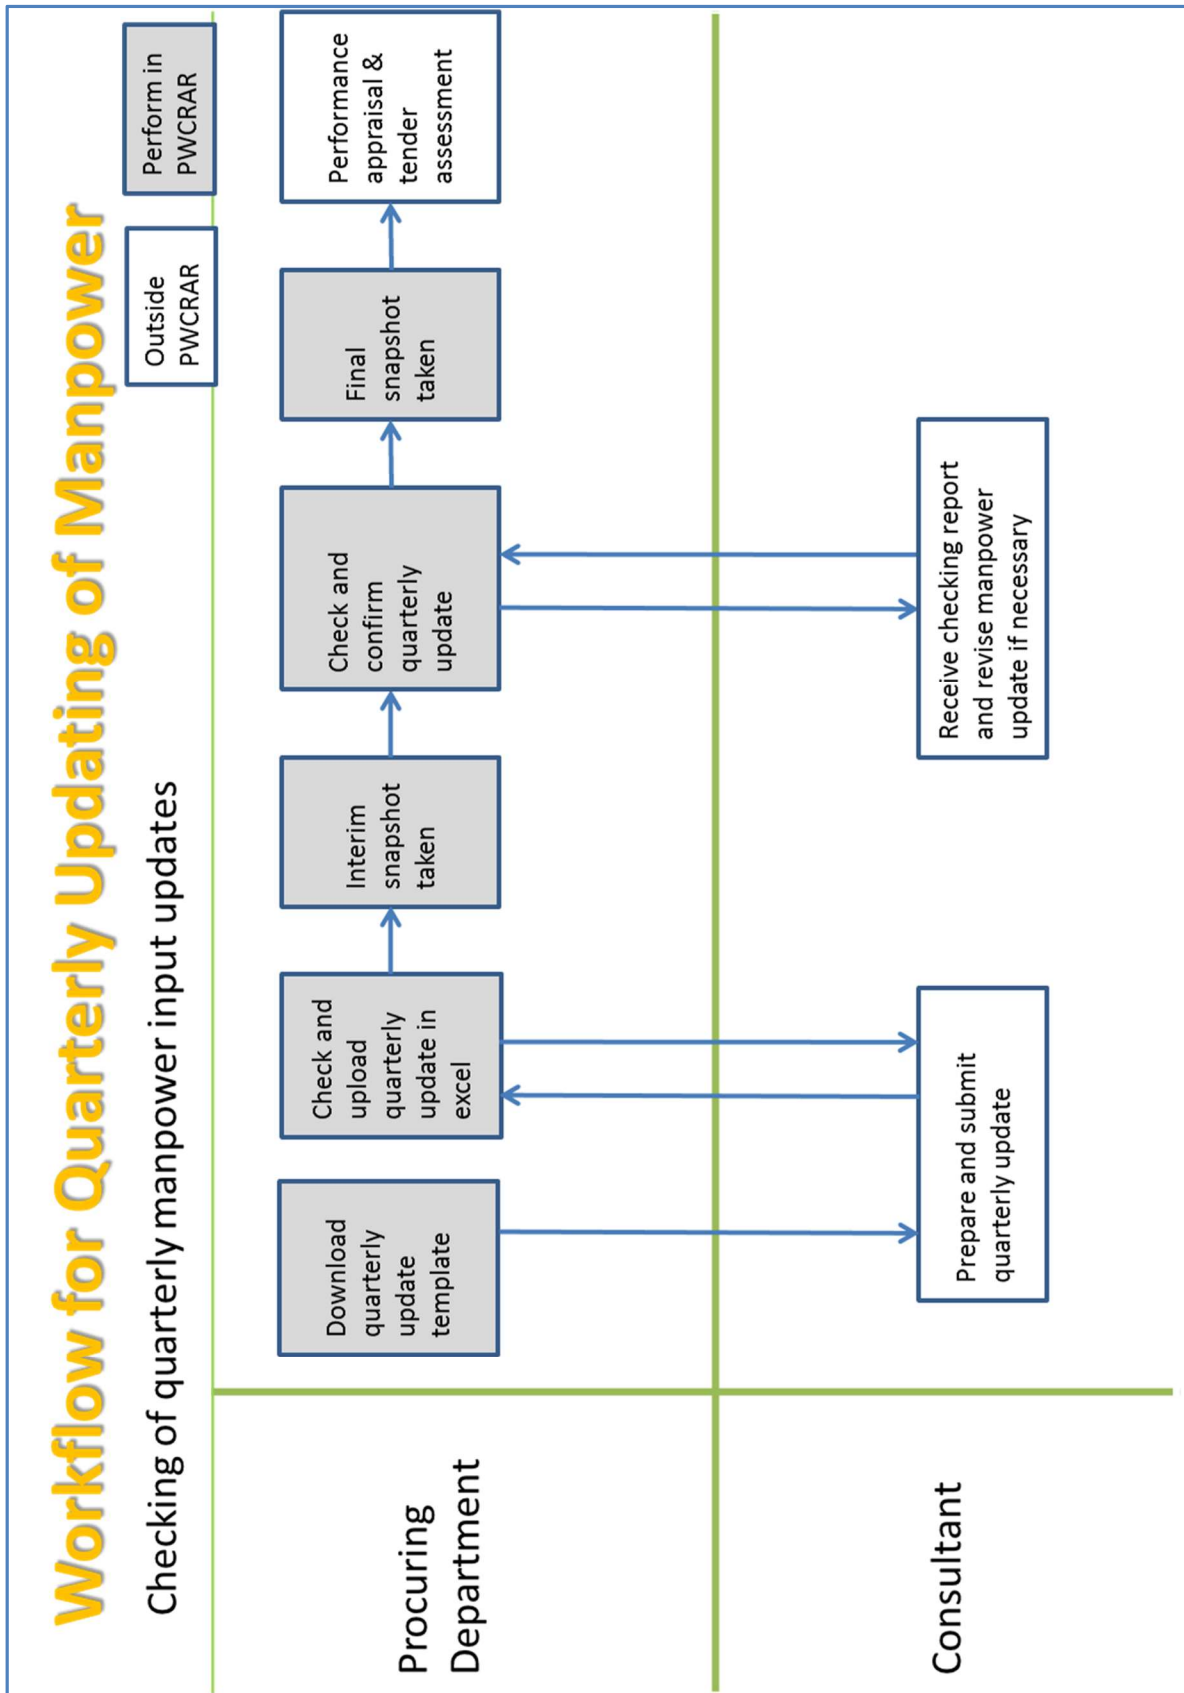 Workflow for Quarterly Updating of Manpower
Checking of quarterly manpower input updates
Outside
PWCRAR
Perform in
PWCRAR
Procuring
Department
Download
quarterly
update
template
Check and
upload
quarterly
update in
excel
Interim
snapshot
taken
Check and
confirm
quarterly
update
Final
snapshot
taken
Performance
appraisal &
tender
assessment
Consultant
Prepare and submit
quarterly update
Receive checking report
and revise manpower
update if necessary